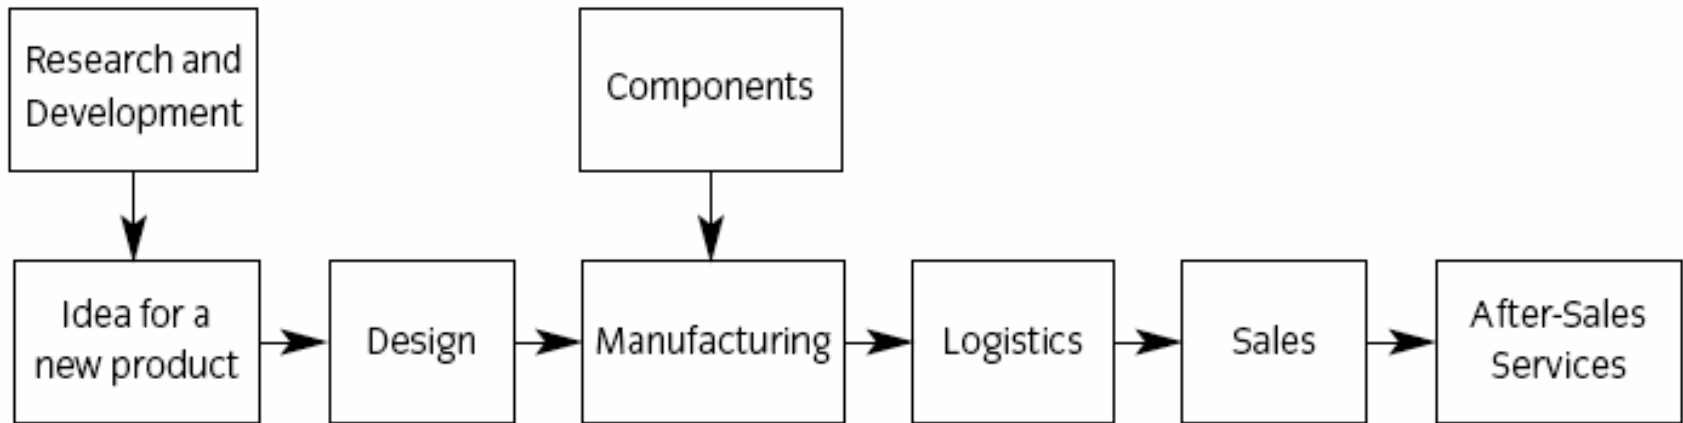 Research and
Development
Components
Idea for a
new product
Design
Manufacturing
Logistics
Sales
After-Sales
Services